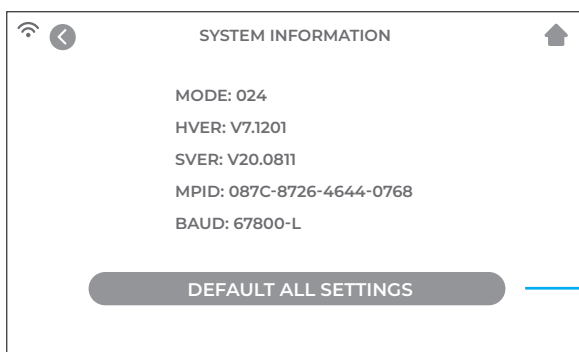 SYSTEM INFORMATION
MODE: 024
HVER: V7.1201
SVER: V20.0811
MPID: 087C-8726-4644-0768
BAUD: 67800-L
DEFAULT ALL SETTINGS